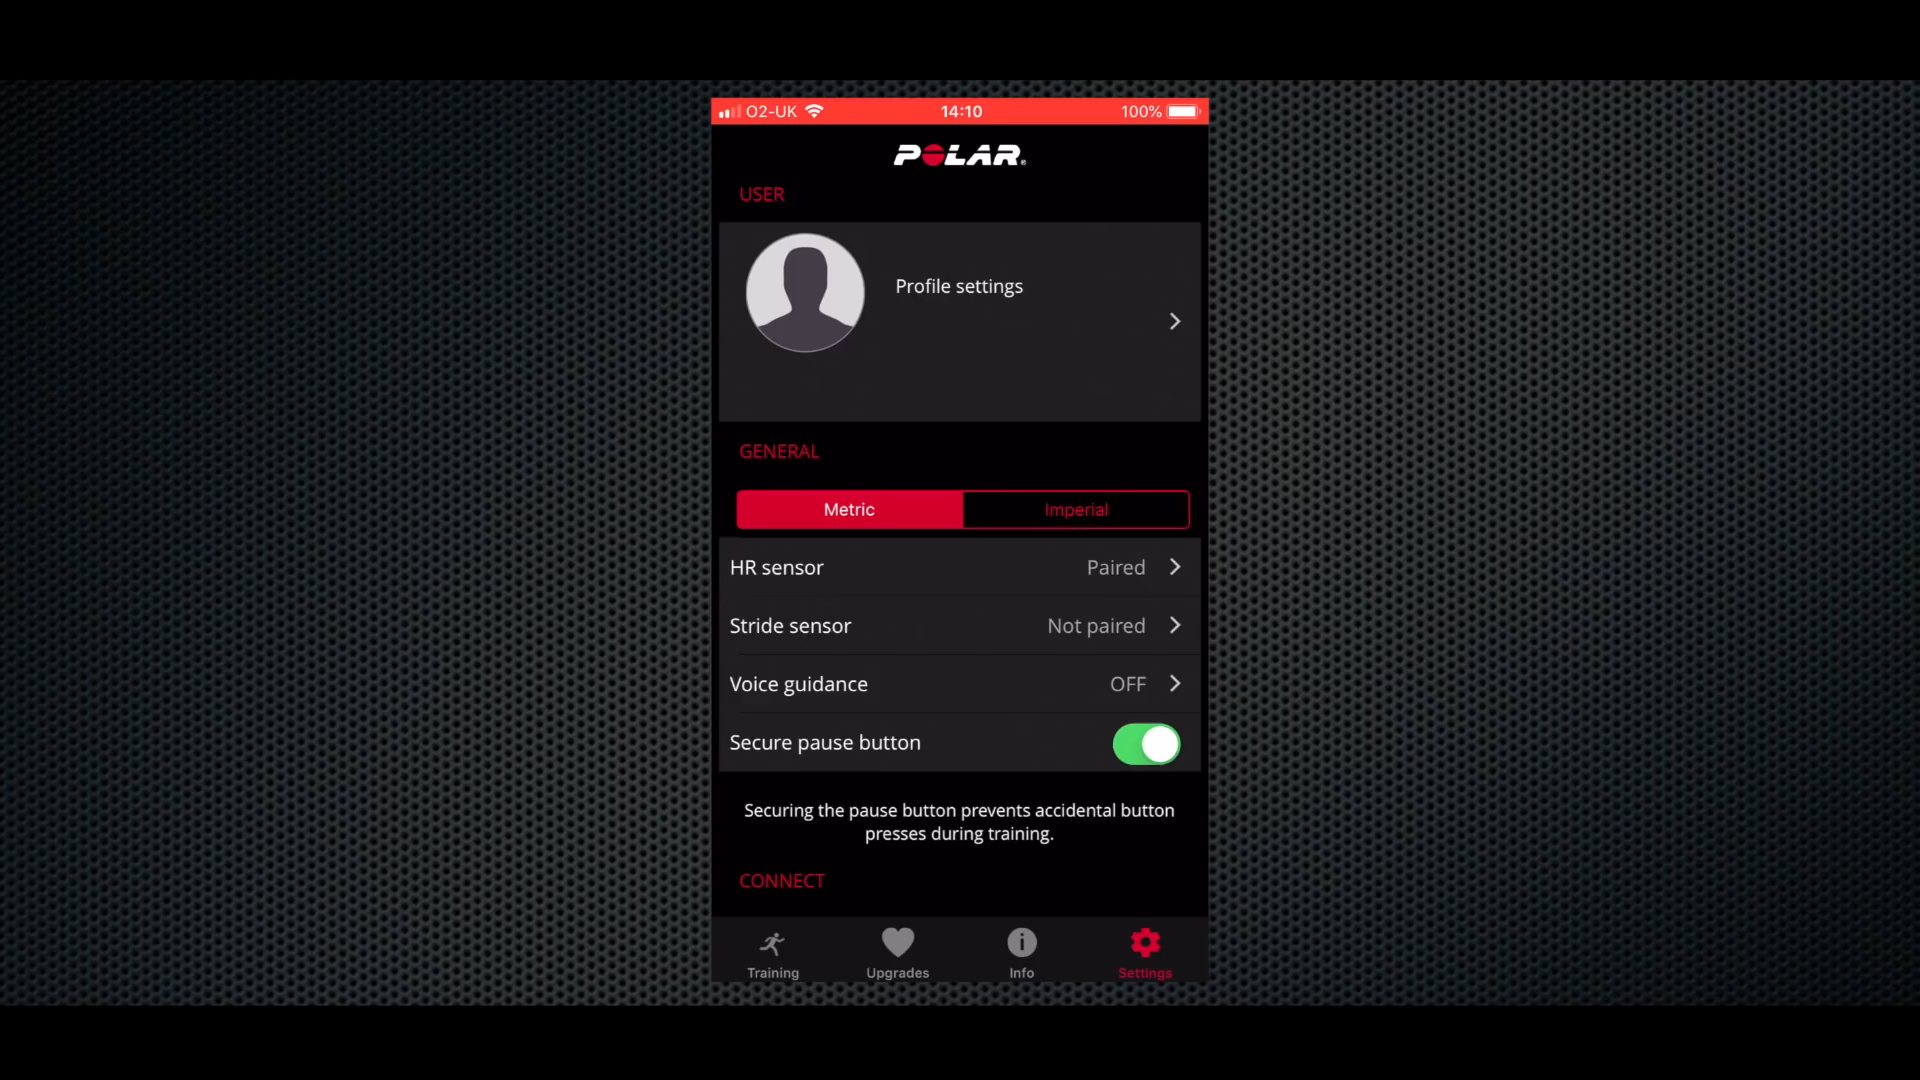 O2-UK 14:10 100%
POLAR
USER
Profile settings
GENERAL
Metric Imperial
HR sensor Paired
Stride sensor Not paired
Voice guidance OFF
Secure pause button
Securing the pause button prevents accidental button
presses during training.
CONNECT
Training Upgrades Info Settings